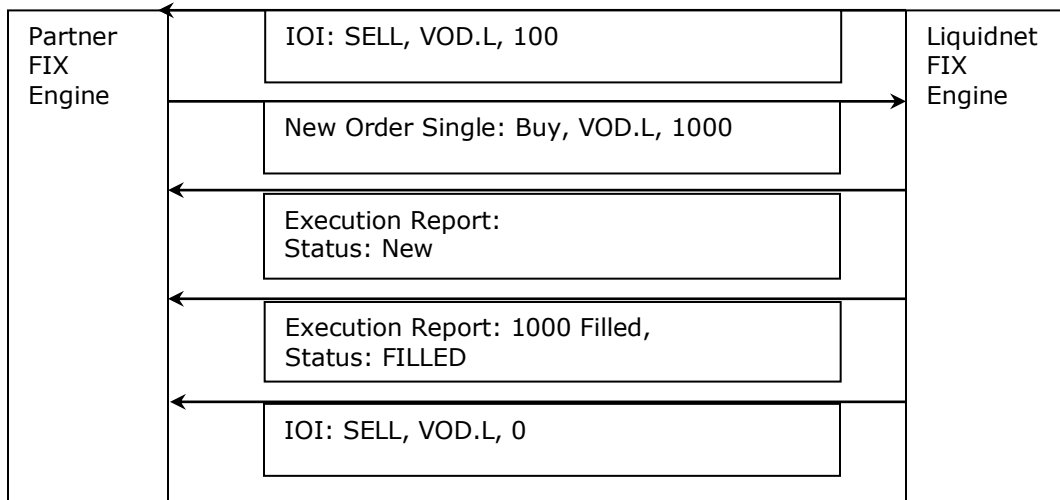 Partner
FIX
Engine
IOI: SELL, VOD.L, 100
Liquidnet
FIX
Engine
New Order Single: Buy, VOD.L, 1000
Execution Report:
Status: New
Execution Report: 1000 Filled,
Status: FILLED
IOI: SELL, VOD.L, 0